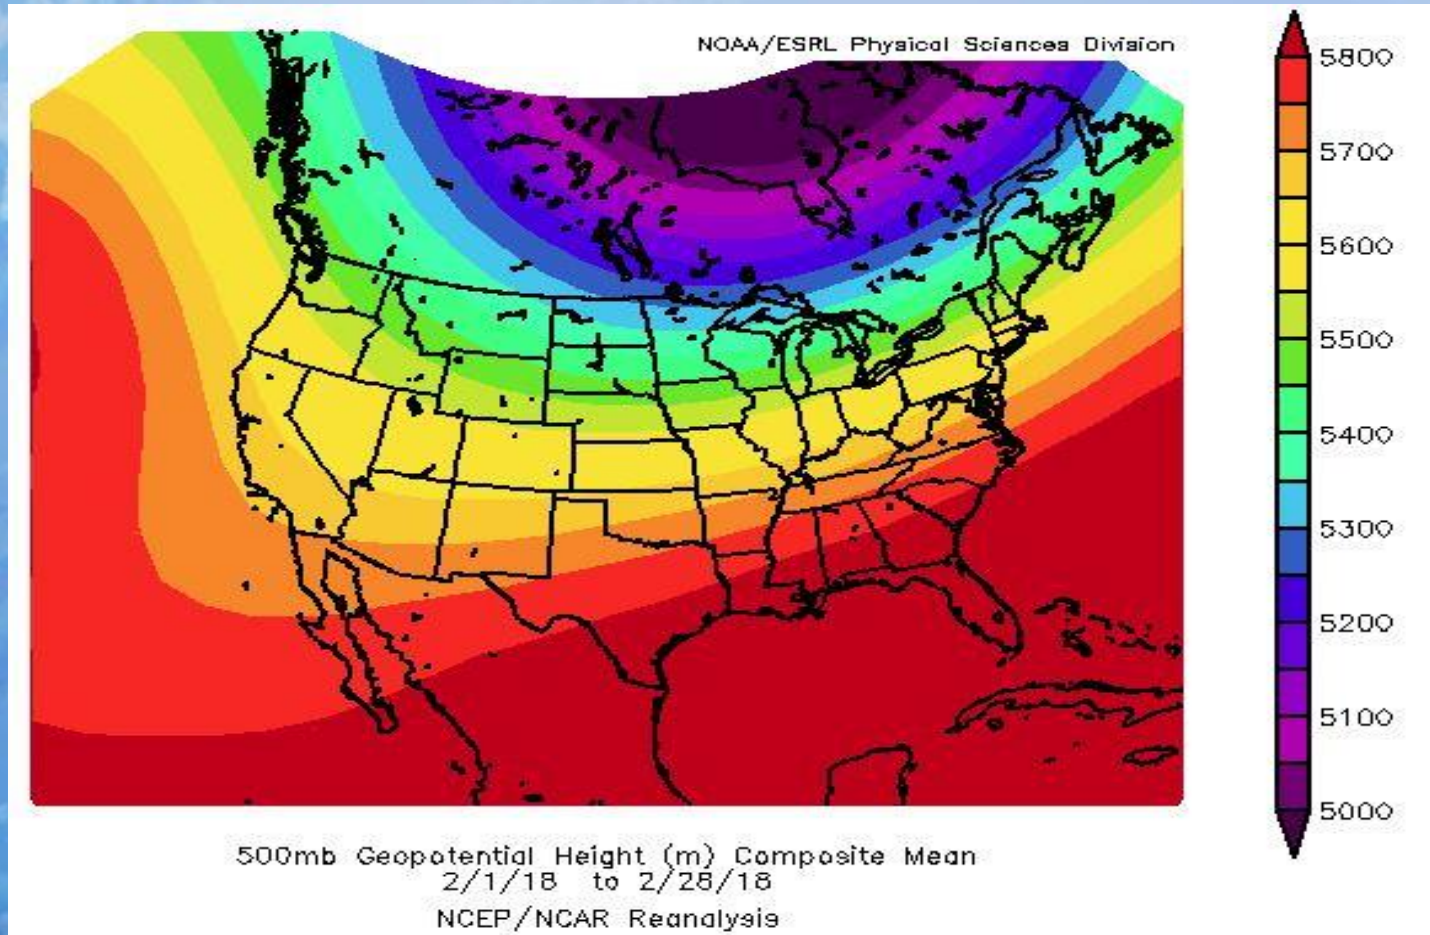 NOAA/ESRL Physical Sciences Division
5800
5700
5600
5500
5400
5300
5200
5100
5000
500mb Geopotential Height (m) Composite Mean
2/1/18 to 2/28/18
NCEP/NCAR Reanalysis